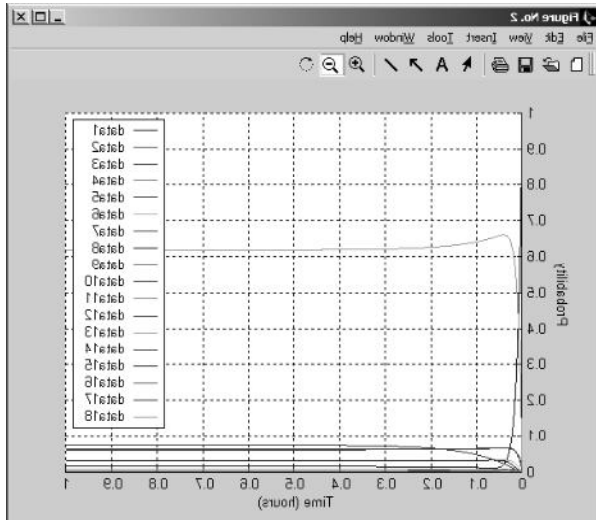 Figure No. 2
File Edit View Insert Tools Window Help
A
1
0.9
0.8
0.7
0.6
0.5
0.4
0.3
0.2
0.1
0
Probability
data1
data2
data3
data4
data5
data6
data7
data8
data9
data10
data11
data12
data13
data14
data15
data16
data17
data18
0 0.1 0.2 0.3 0.4 0.5 0.6 0.7 0.8 0.9 1
Time (hours)